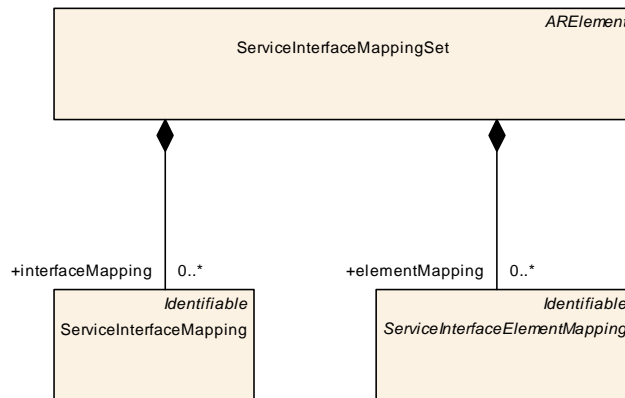 ARElement
ServiceInterfaceMappingSet
+interfaceMapping 0..*
+elementMapping 0..*
Identifiable
ServiceInterfaceMapping
Identifiable
ServiceInterfaceElementMapping